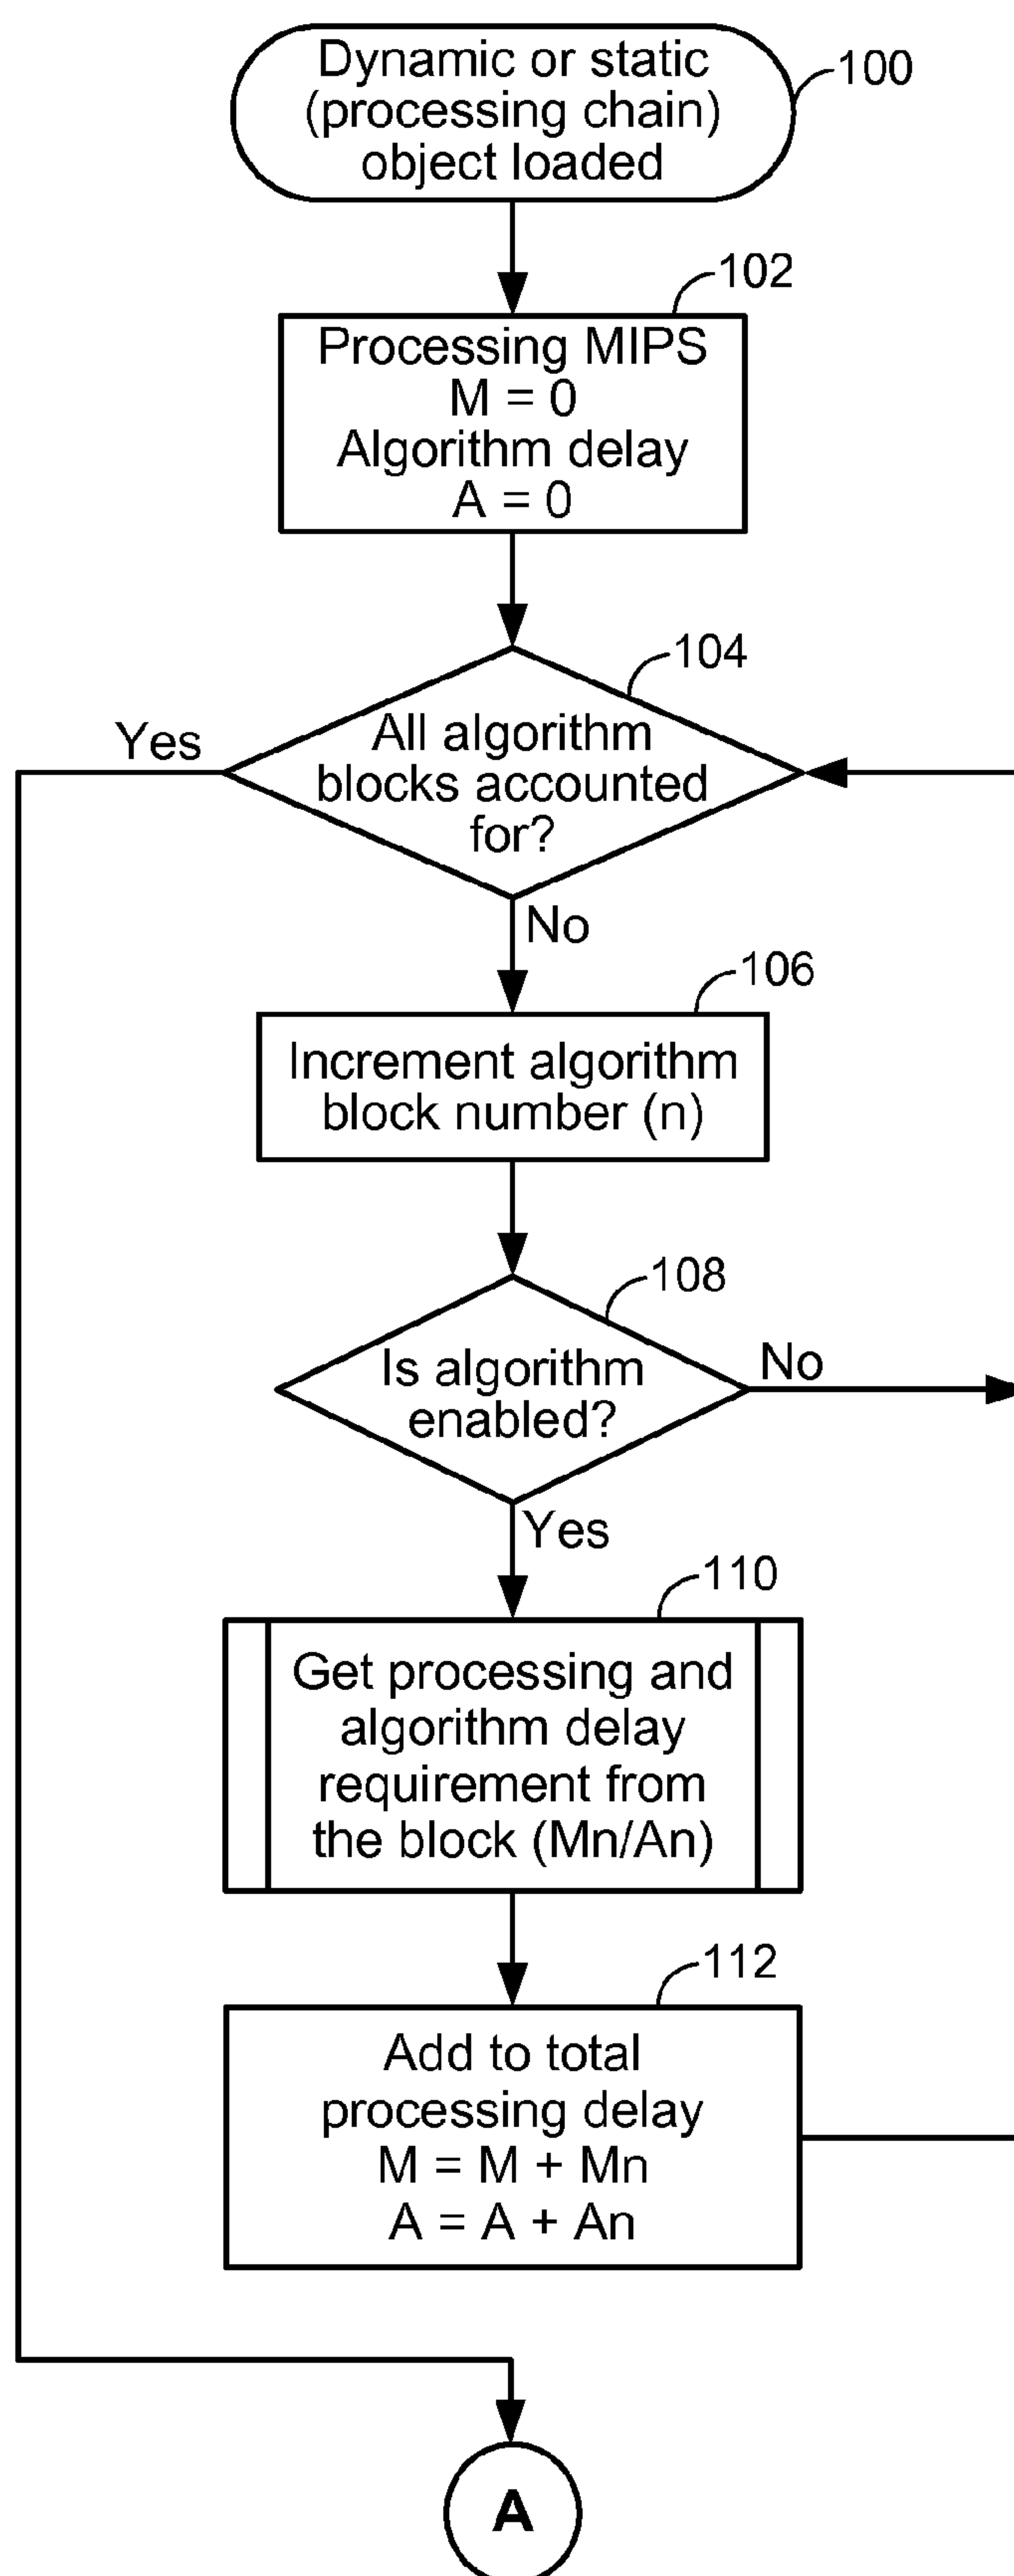 Dynamic or static
(processing chain)
object loaded
100
102
Processing MIPS
M = 0
Algorithm delay
A = 0
104
Yes
All algorithm
blocks accounted
for?
No
106
Increment algorithm
block number (n)
108
Is algorithm
enabled?
No
Yes
110
Get processing and
algorithm delay
requirement from
the block (Mn/An)
112
Add to total
processing delay
M = M + Mn
A = A + An
A